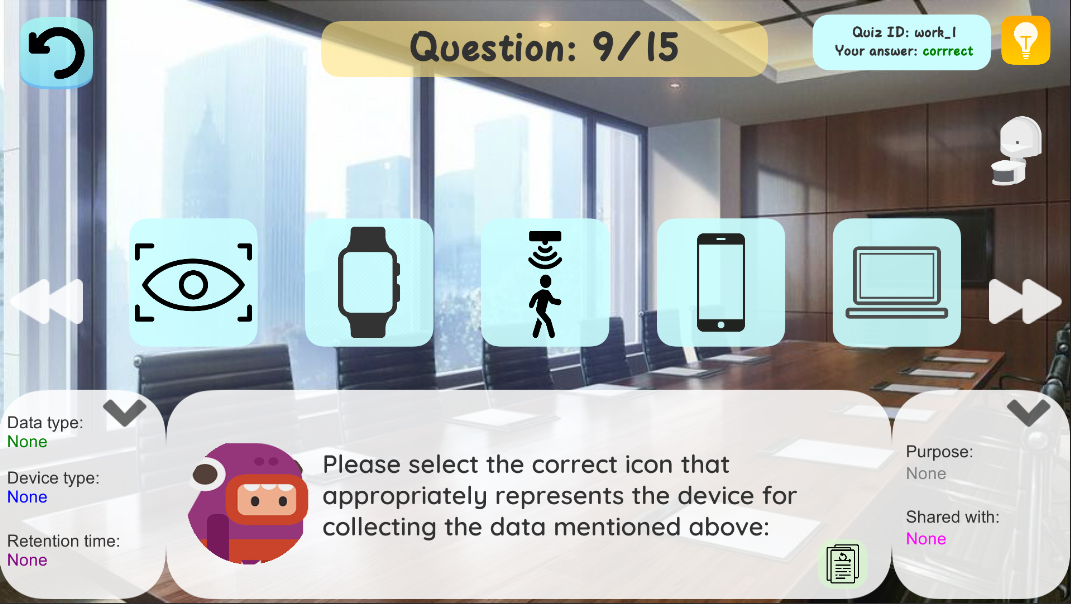 Question: 9/15
Quiz ID: work_1
Your answer: corrrect
Data type:
None
Device type:
None
Retention time:
None
Please select the correct icon that
appropriately represents the device for
collecting the data mentioned above:
Purpose:
None
Shared with:
None